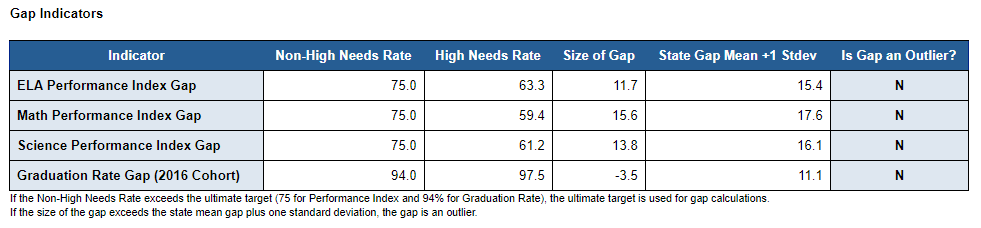 Gap Indicators
Indicator Non-High Needs Rate High Needs Rate Size of Gap State Gap Mean +1 Stdev Is Gap an Outlier?
ELA Performance Index Gap 75.0 63.3 11.7 15.4 N
Math Performance Index Gap 75.0 59.4 15.6 17.6 N
Science Performance Index Gap 75.0 61.2 13.8 16.1 N
Graduation Rate Gap (2016 Cohort) 94.0 97.5 -3.5 11.1 N
If the Non-High Needs Rate exceeds the ultimate target (75 for Performance Index and 94% for Graduation Rate), the ultimate target is used for gap calculations.
If the size of the gap exceeds the state mean gap plus one standard deviation, the gap is an outlier.